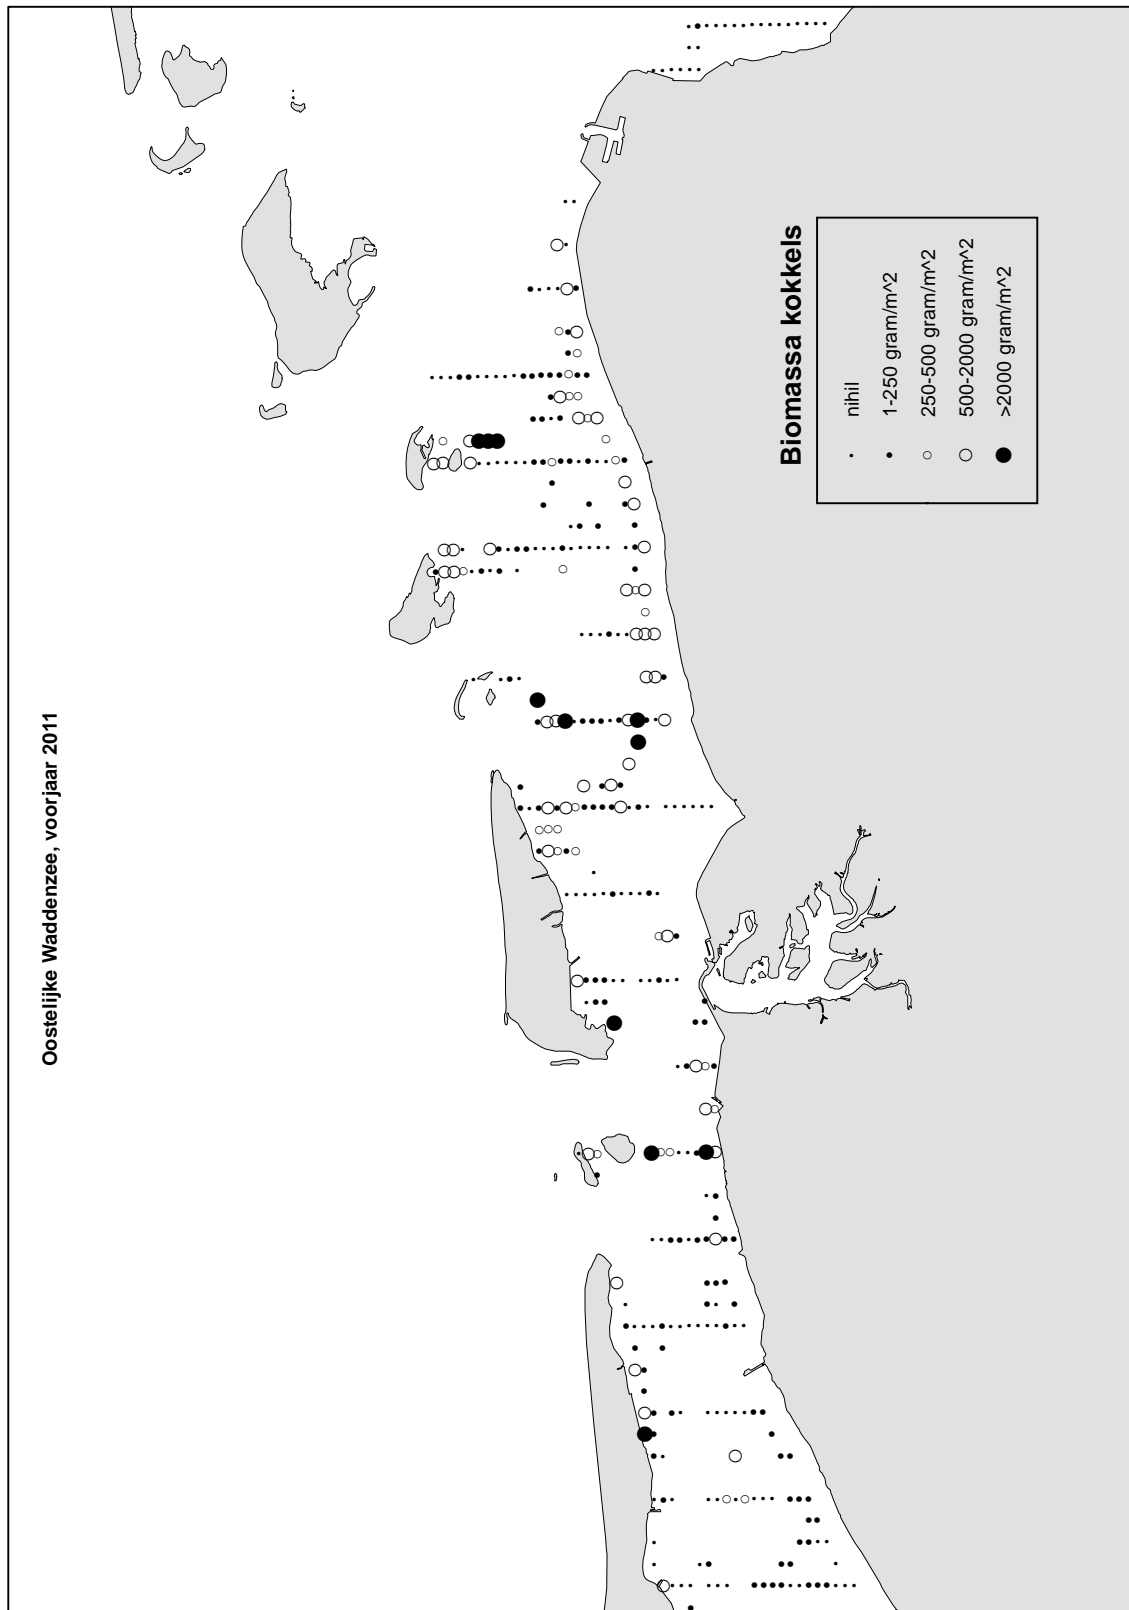 Oostelijke Waddenzee, voorjaar 2011
Biomassa kokkels
nihil
1-250 gram/m^2
250-500 gram/m^2
500-2000 gram/m^2
>2000 gram/m^2